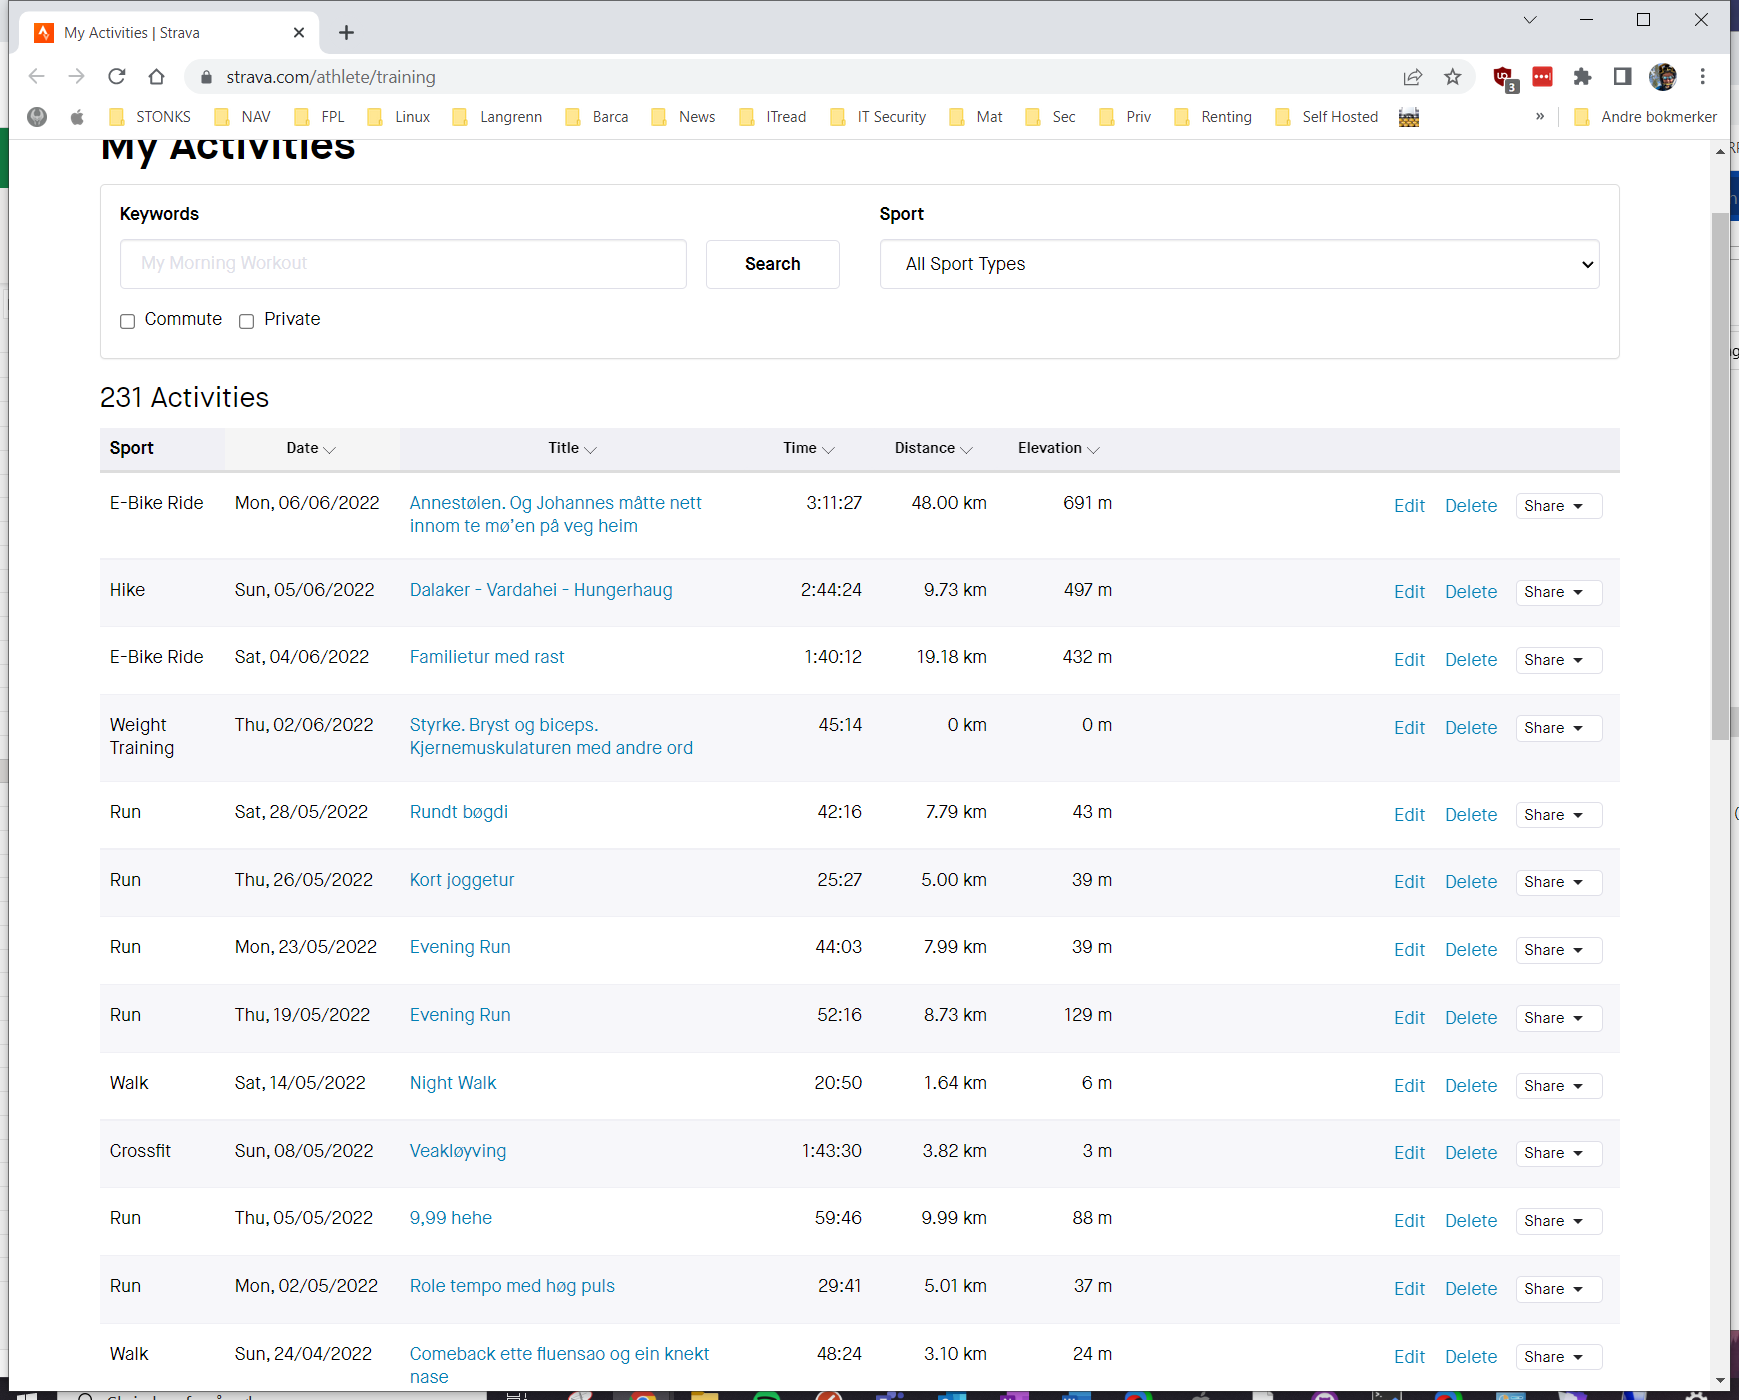 My Activities | Strava
strava.com/athlete/training
3
STONKS NAV FPL Linux Langrenn Barca News ITread IT Security Mat Sec Priv Renting Self Hosted » Andre bokmerker
My Activities
Keywords Sport
My Morning Workout Search All Sport Types
Commute Private
231 Activities
Sport Date Title Time Distance Elevation
E-Bike Ride Mon, 06/06/2022 Annestølen. Og Johannes måtte nett 3:11:27 48.00 km 691 m Edit Delete Share
innom te mø’en på veg heim
Hike Sun, 05/06/2022 Dalaker - Vardahei - Hungerhaug 2:44:24 9.73 km 497 m Edit Delete Share
E-Bike Ride Sat, 04/06/2022 Familietur med rast 1:40:12 19.18 km 432 m Edit Delete Share
Weight Thu, 02/06/2022 Styrke. Bryst og biceps. 45:14 0 km 0 m Edit Delete Share
Training Kjernemuskulaturen med andre ord
Run Sat, 28/05/2022 Rundt bøgdi 42:16 7.79 km 43 m Edit Delete Share
Run Thu, 26/05/2022 Kort joggetur 25:27 5.00 km 39 m Edit Delete Share
Run Mon, 23/05/2022 Evening Run 44:03 7.99 km 39 m Edit Delete Share
Run Thu, 19/05/2022 Evening Run 52:16 8.73 km 129 m Edit Delete Share
Walk Sat, 14/05/2022 Night Walk 20:50 1.64 km 6 m Edit Delete Share
Crossfit Sun, 08/05/2022 Veakløyving 1:43:30 3.82 km 3 m Edit Delete Share
Run Thu, 05/05/2022 9,99 hehe 59:46 9.99 km 88 m Edit Delete Share
Run Mon, 02/05/2022 Role tempo med høg puls 29:41 5.01 km 37 m Edit Delete Share
Walk Sun, 24/04/2022 Comeback ette fluensao og ein knekt 48:24 3.10 km 24 m Edit Delete Share
nase